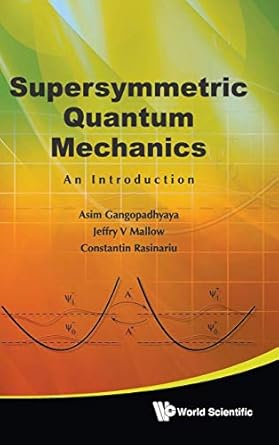 Supersymmetric
Quantum
Mechanics
An Introduction
Asim Gangopadhyaya
Jeffry V Mallow
Constantin Rasinariu
World Scientific